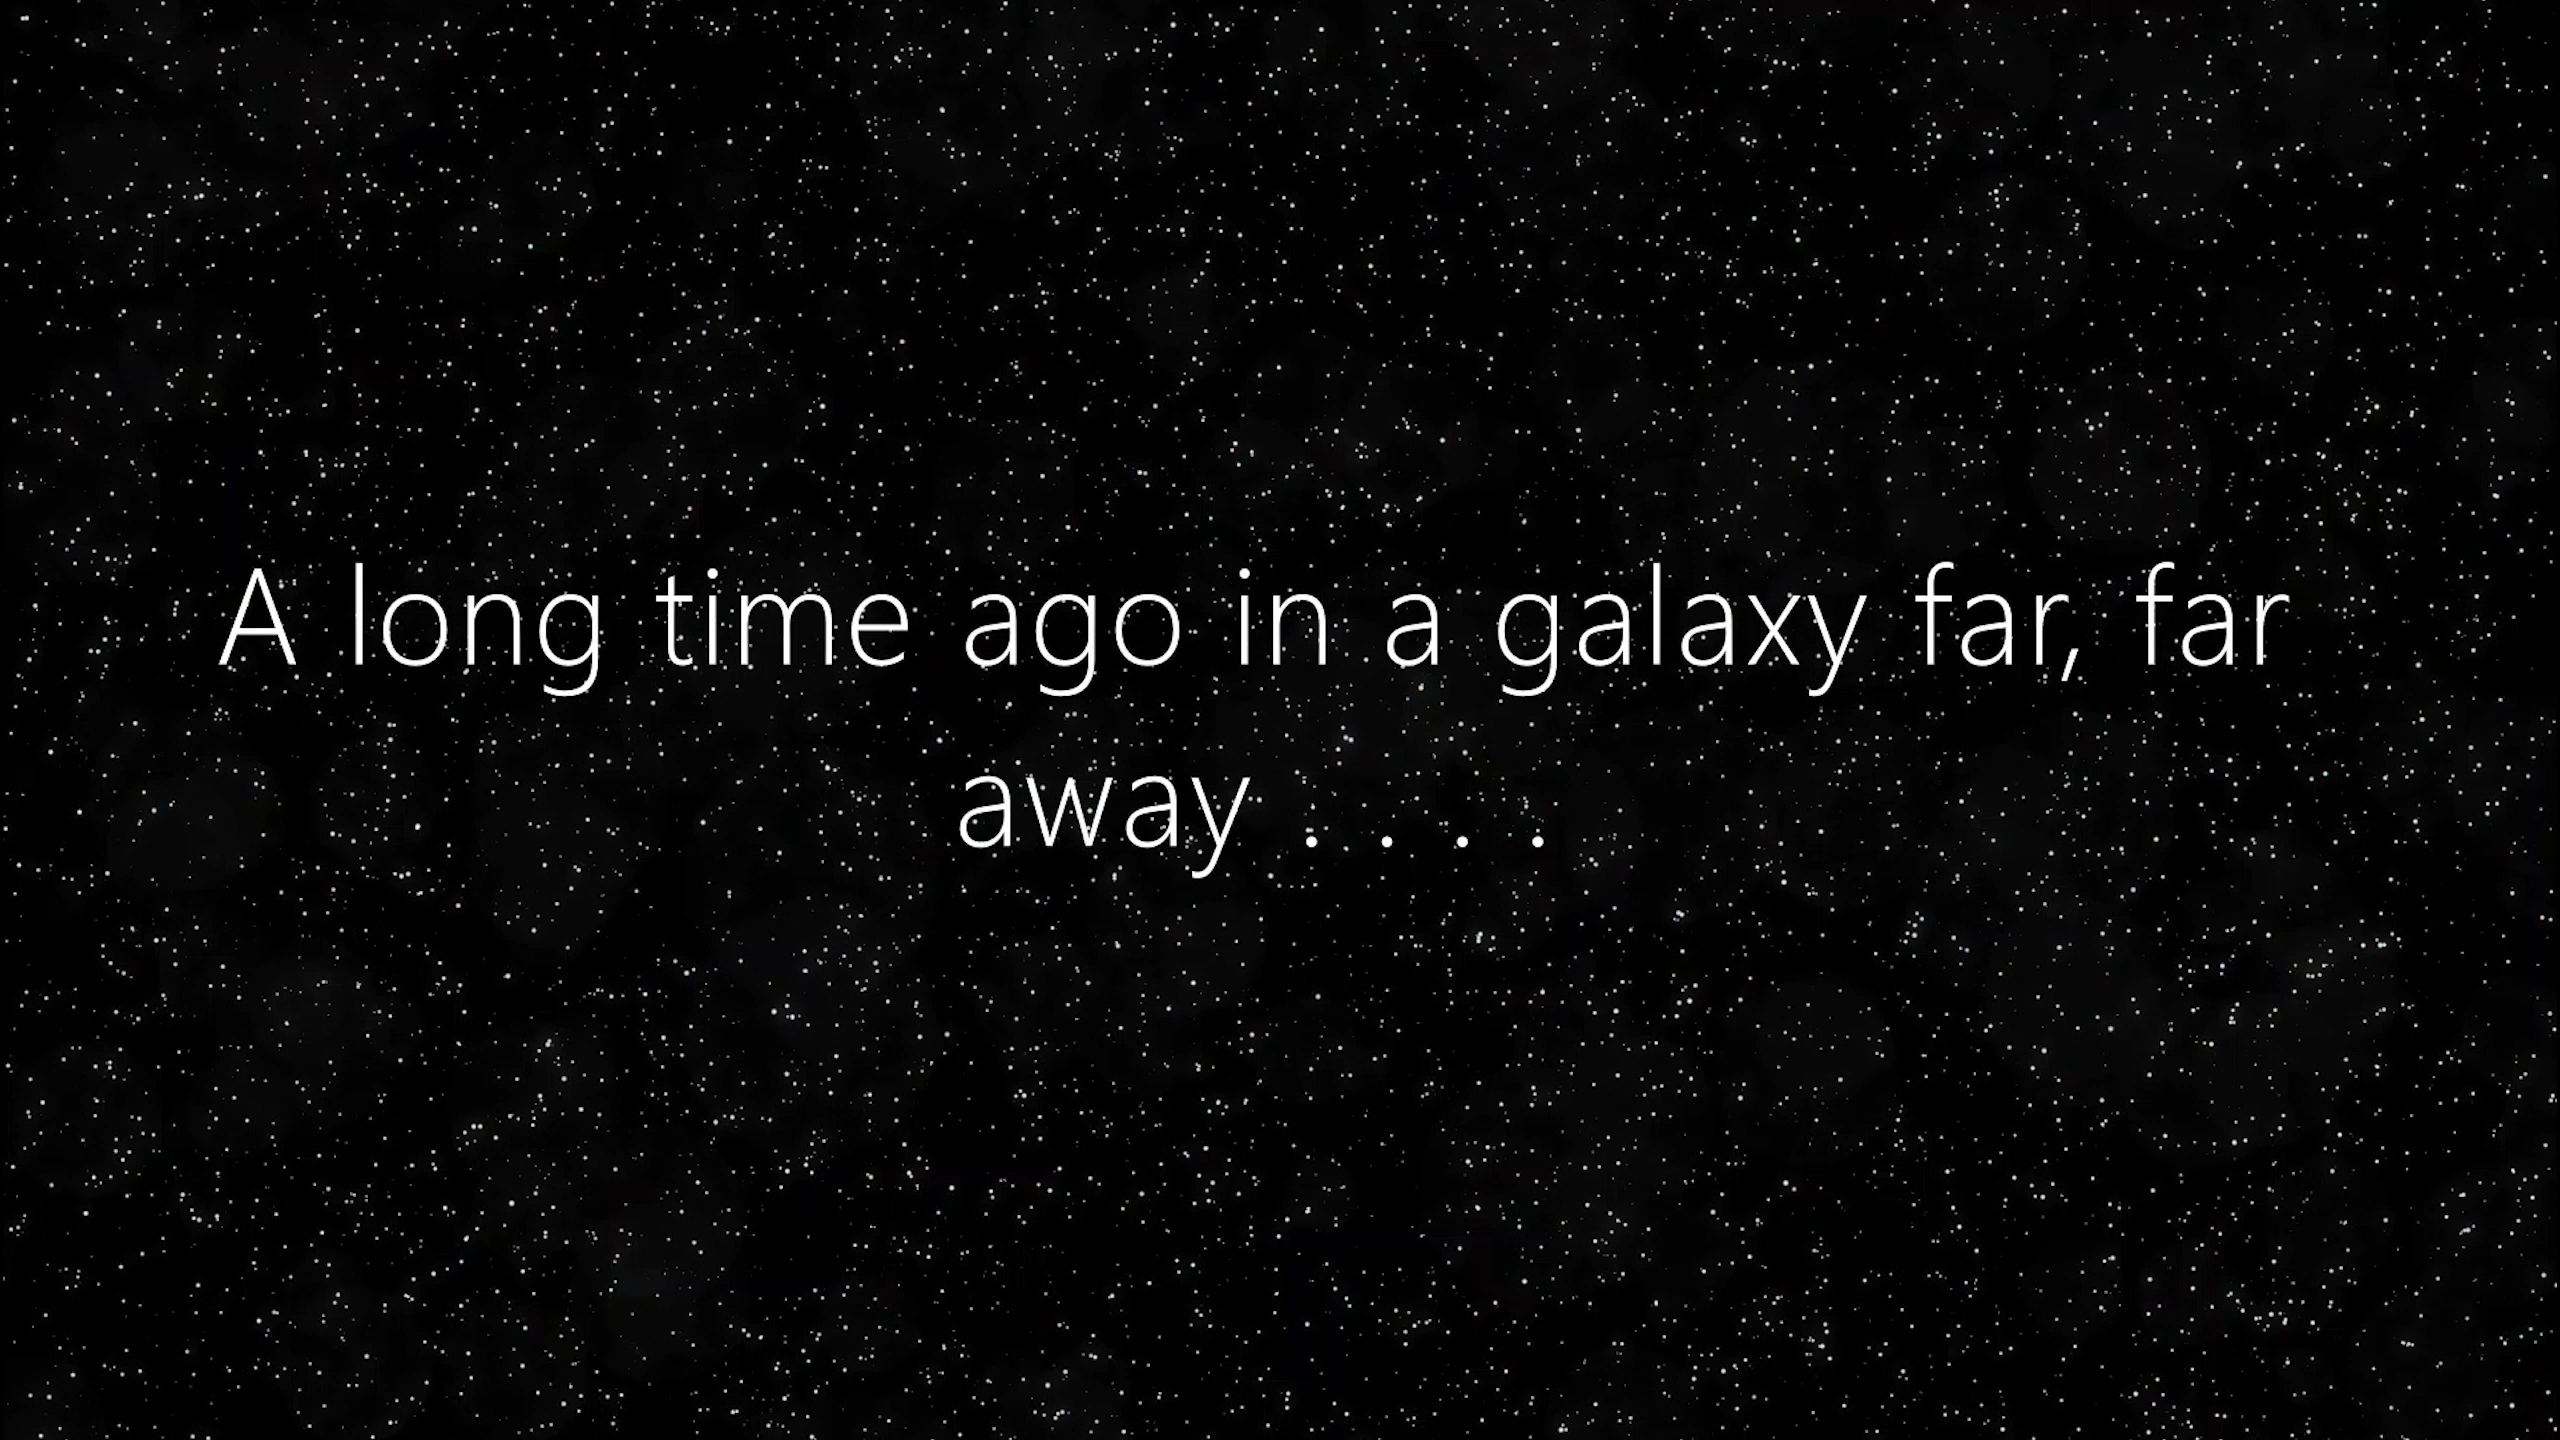 A long time ago in a galaxy far, far
away . . . .